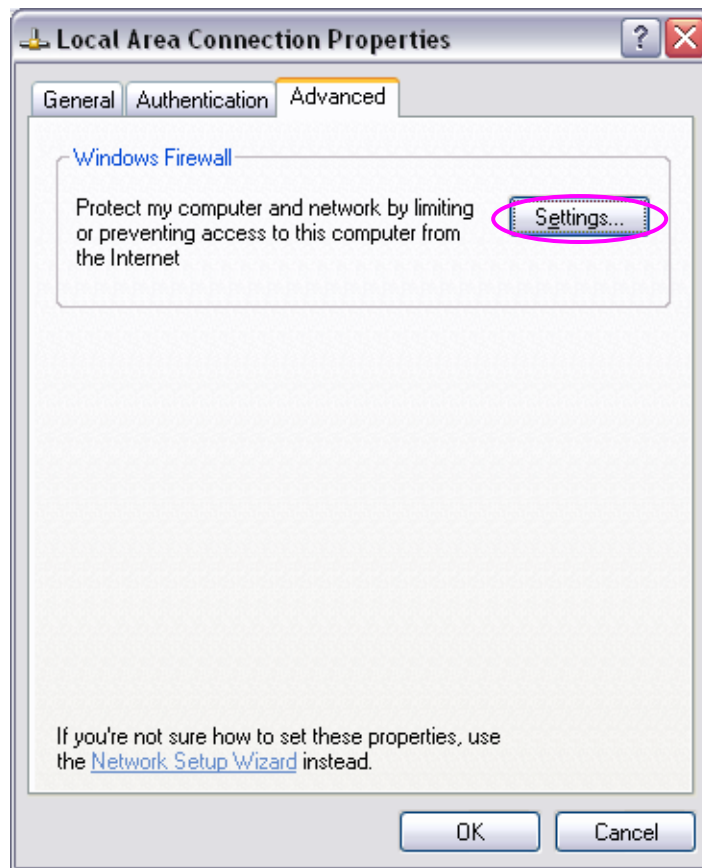 Local Area Connection Properties
General Authentication Advanced
Windows Firewall
Protect my computer and network by limiting
or preventing access to this computer from
the Internet
Settings...
If you're not sure how to set these properties, use
the Network Setup Wizard instead.
OK Cancel